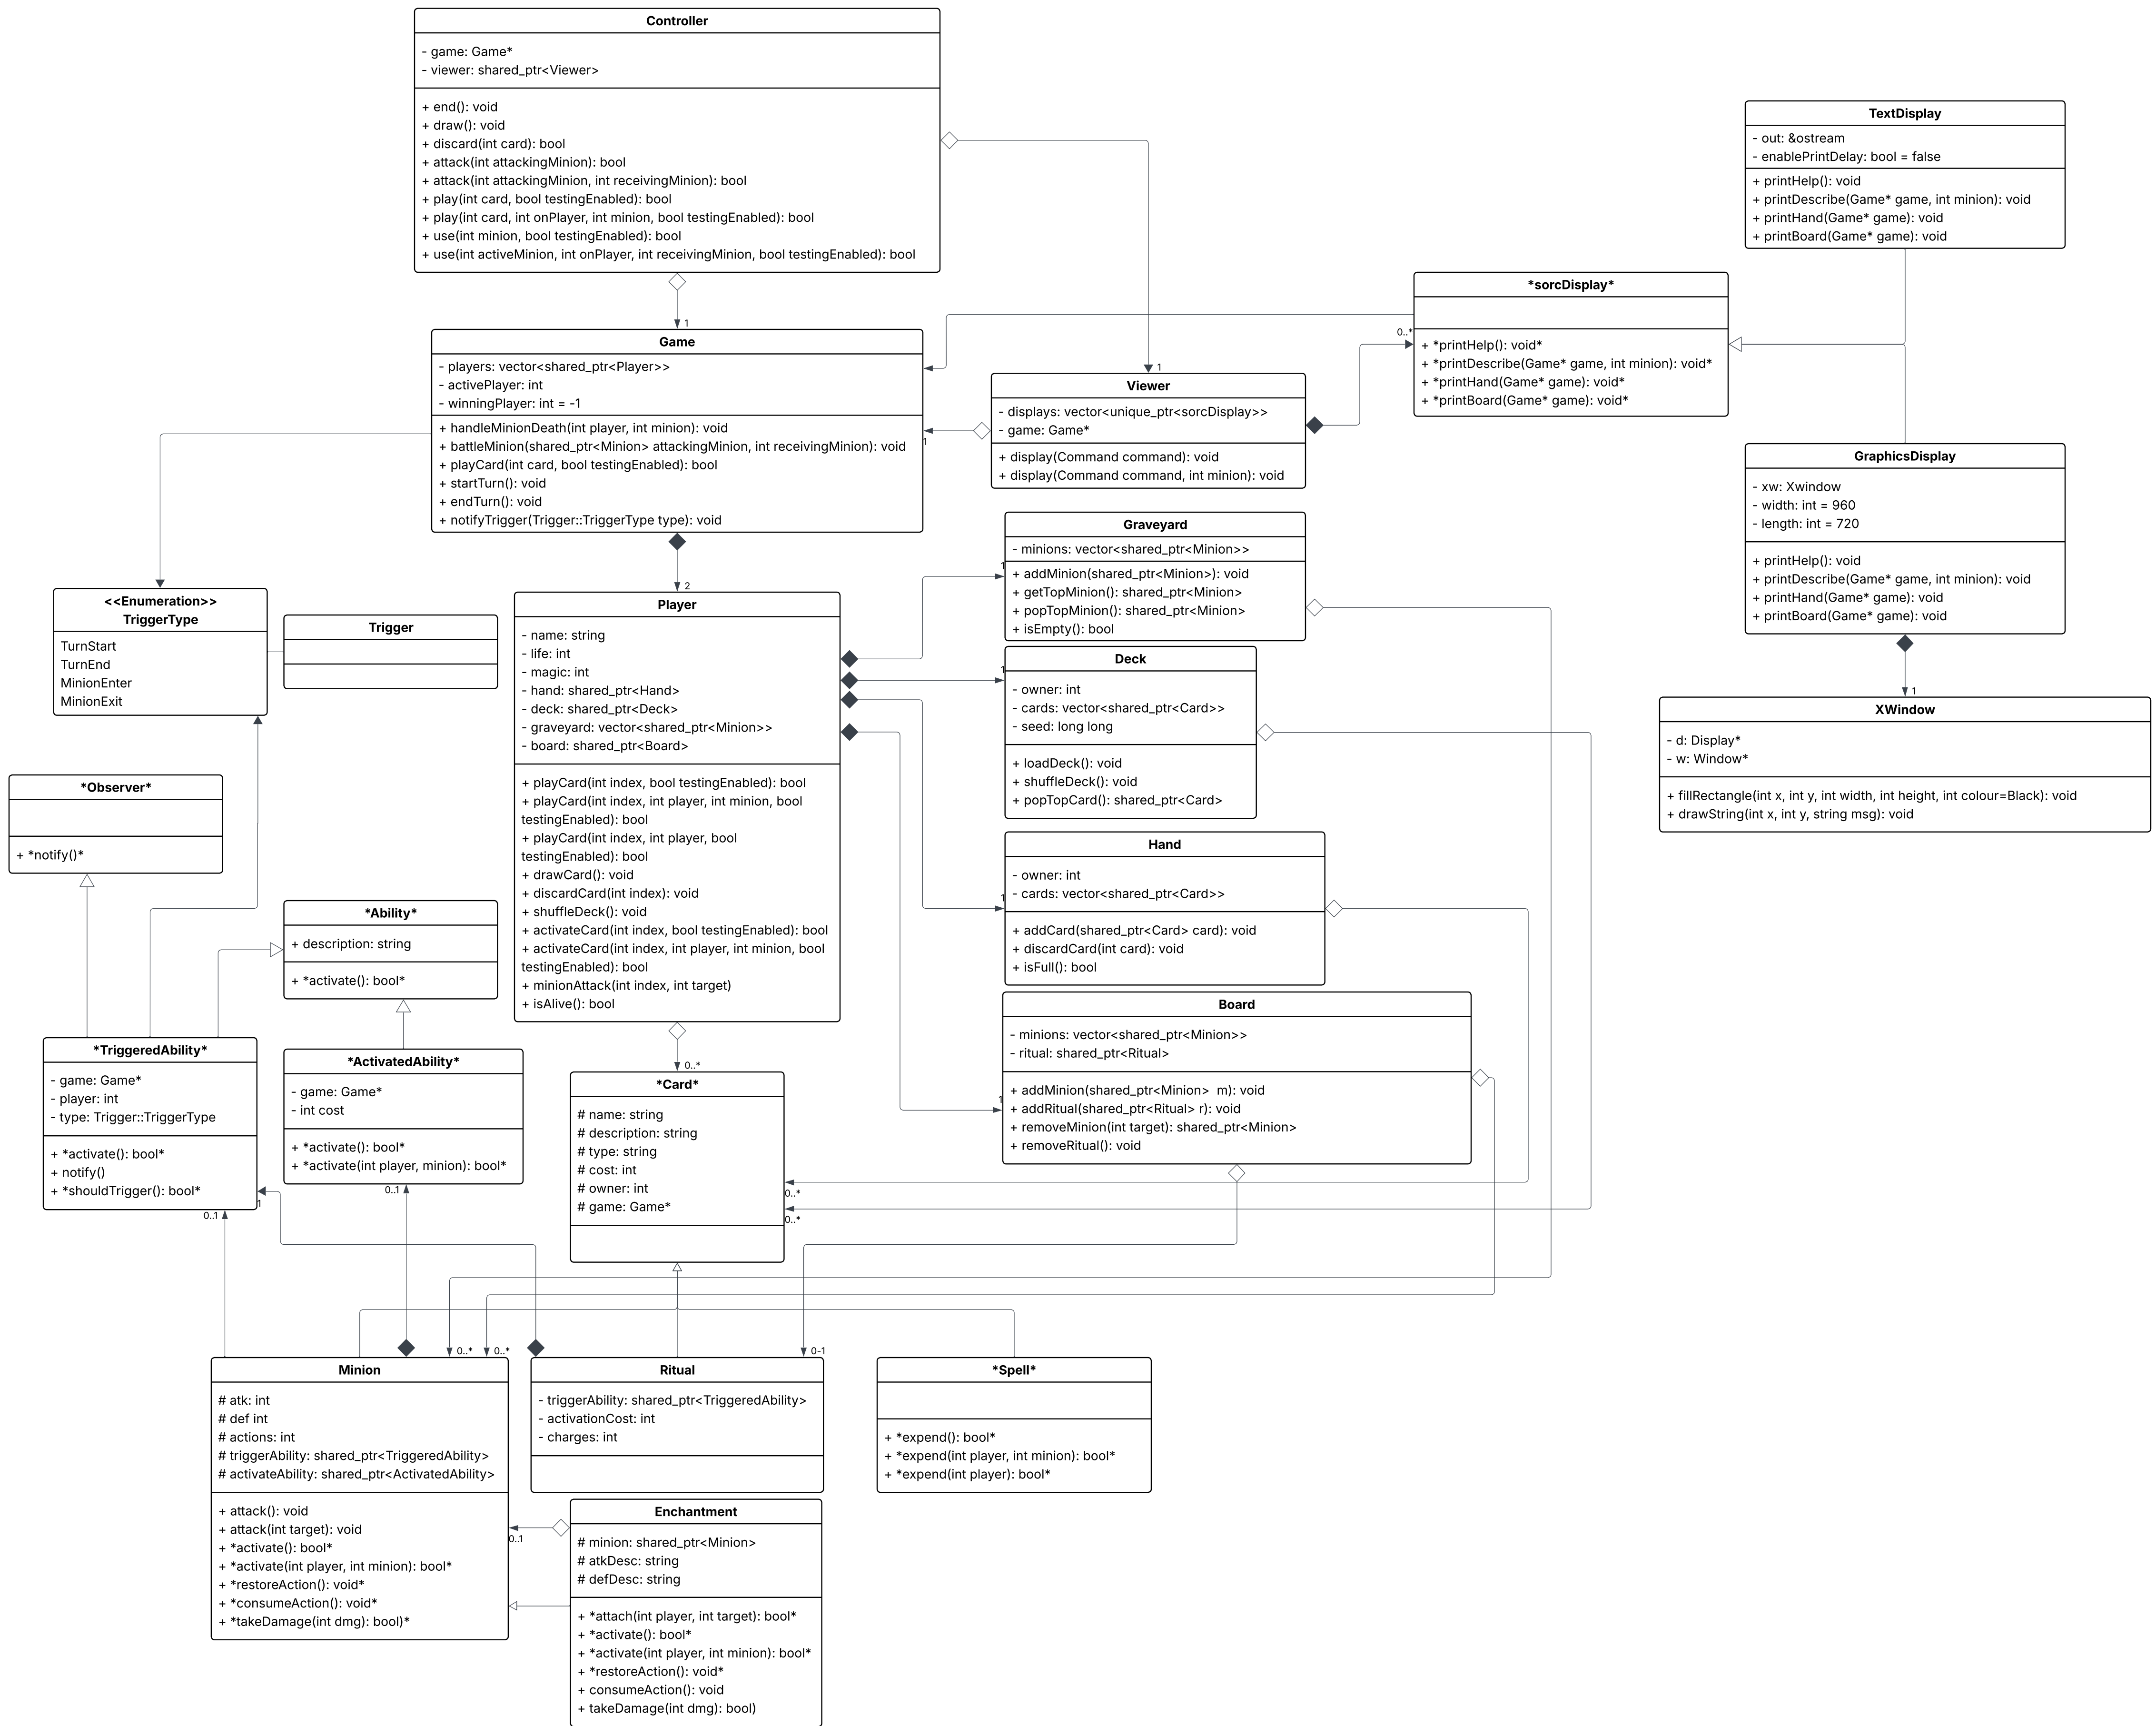 Controller
- game: Game*
- viewer: shared_ptr<Viewer>
+ end(): void
+ draw(): void
+ discard(int card): bool
+ attack(int attackingMinion): bool
+ attack(int attackingMinion, int receivingMinion): bool
+ play(int card, bool testingEnabled): bool
+ play(int card, int onPlayer, int minion, bool testingEnabled): bool
+ use(int minion, bool testingEnabled): bool
+ use(int activeMinion, int onPlayer, int receivingMinion, bool testingEnabled): bool
1
1
TextDisplay
- out: &ostream
- enablePrintDelay: bool = false
+ printHelp(): void
+ printDescribe(Game* game, int minion): void
+ printHand(Game* game): void
+ printBoard(Game* game): void
*sorcDisplay*
0..*
+ *printHelp(): void*
+ *printDescribe(Game* game, int minion): void*
+ *printHand(Game* game): void*
+ *printBoard(Game* game): void*
Game
- players: vector<shared_ptr<Player>>
- activePlayer: int
- winningPlayer: int = -1
+ handleMinionDeath(int player, int minion): void
+ battleMinion(shared_ptr<Minion> attackingMinion, int receivingMinion): void
+ playCard(int card, bool testingEnabled): bool
+ startTurn(): void
+ endTurn(): void
+ notifyTrigger(Trigger::TriggerType type): void
1
2
Viewer
- displays: vector<unique_ptr<sorcDisplay>>
- game: Game*
+ display(Command command): void
+ display(Command command, int minion): void
GraphicsDisplay
- xw: Xwindow
- width: int = 960
- length: int = 720
+ printHelp(): void
+ printDescribe(Game* game, int minion): void
+ printHand(Game* game): void
+ printBoard(Game* game): void
1
XWindow
- d: Display*
- w: Window*
+ fillRectangle(int x, int y, int width, int height, int colour=Black): void
+ drawString(int x, int y, string msg): void
Graveyard
- minions: vector<shared_ptr<Minion>>
1
+ addMinion(shared_ptr<Minion>): void
+ getTopMinion(): shared_ptr<Minion>
+ popTopMinion(): shared_ptr<Minion>
+ isEmpty(): bool
<<Enumeration>>
TriggerType
TurnStart
TurnEnd
MinionEnter
MinionExit
Trigger
Player
- name: string
- life: int
- magic: int
- hand: shared_ptr<Hand>
- deck: shared_ptr<Deck>
- graveyard: vector<shared_ptr<Minion>>
- board: shared_ptr<Board>
+ playCard(int index, bool testingEnabled): bool
+ playCard(int index, int player, int minion, bool
testingEnabled): bool
+ playCard(int index, int player, bool
testingEnabled): bool
+ drawCard(): void
+ discardCard(int index): void
+ shuffleDeck(): void
+ activateCard(int index, bool testingEnabled): bool
+ activateCard(int index, int player, int minion, bool
testingEnabled): bool
+ minionAttack(int index, int target)
+ isAlive(): bool
0..*
Deck
1
- owner: int
- cards: vector<shared_ptr<Card>>
- seed: long long
+ loadDeck(): void
+ shuffleDeck(): void
+ popTopCard(): shared_ptr<Card>
Hand
- owner: int
- cards: vector<shared_ptr<Card>>
1
+ addCard(shared_ptr<Card> card): void
+ discardCard(int card): void
+ isFull(): bool
Board
- minions: vector<shared_ptr<Minion>>
- ritual: shared_ptr<Ritual>
1
+ addMinion(shared_ptr<Minion>  m): void
+ addRitual(shared_ptr<Ritual> r): void
+ removeMinion(int target): shared_ptr<Minion>
+ removeRitual(): void
*Observer*
+ *notify()*
*Ability*
+ description: string
+ *activate(): bool*
*TriggeredAbility*
- game: Game*
- player: int
- type: Trigger::TriggerType
+ *activate(): bool*
+ notify()
+ *shouldTrigger(): bool*
1
0..1
*ActivatedAbility*
- game: Game*
- int cost
+ *activate(): bool*
+ *activate(int player, minion): bool*
0..1
*Card*
# name: string
# description: string
# type: string
# cost: int
# owner: int
# game: Game*
0..*
0..*
0..*
0..*
0-1
Minion
# atk: int
# def int
# actions: int
# triggerAbility: shared_ptr<TriggeredAbility>
# activateAbility: shared_ptr<ActivatedAbility>
+ attack(): void
+ attack(int target): void
+ *activate(): bool*
+ *activate(int player, int minion): bool*
+ *restoreAction(): void*
+ *consumeAction(): void*
+ *takeDamage(int dmg): bool)*
0..1
Ritual
- triggerAbility: shared_ptr<TriggeredAbility>
- activationCost: int
- charges: int
*Spell*
+ *expend(): bool*
+ *expend(int player, int minion): bool*
+ *expend(int player): bool*
Enchantment
# minion: shared_ptr<Minion>
# atkDesc: string
# defDesc: string
+ *attach(int player, int target): bool*
+ *activate(): bool*
+ *activate(int player, int minion): bool*
+ *restoreAction(): void*
+ consumeAction(): void
+ takeDamage(int dmg): bool)